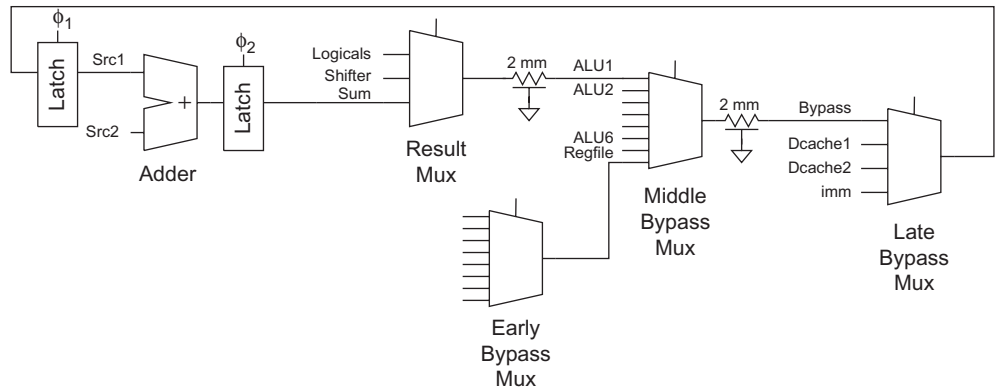 ϕ1
Latch
Src1
Src2
Adder
ϕ2
Latch
Logicals
Shifter
Sum
Result
Mux
2 mm
ALU1
ALU2
ALU6
Regfile
Middle
Bypass
Mux
Early
Bypass
Mux
2 mm
Bypass
Dcache1
Dcache2
imm
Late
Bypass
Mux